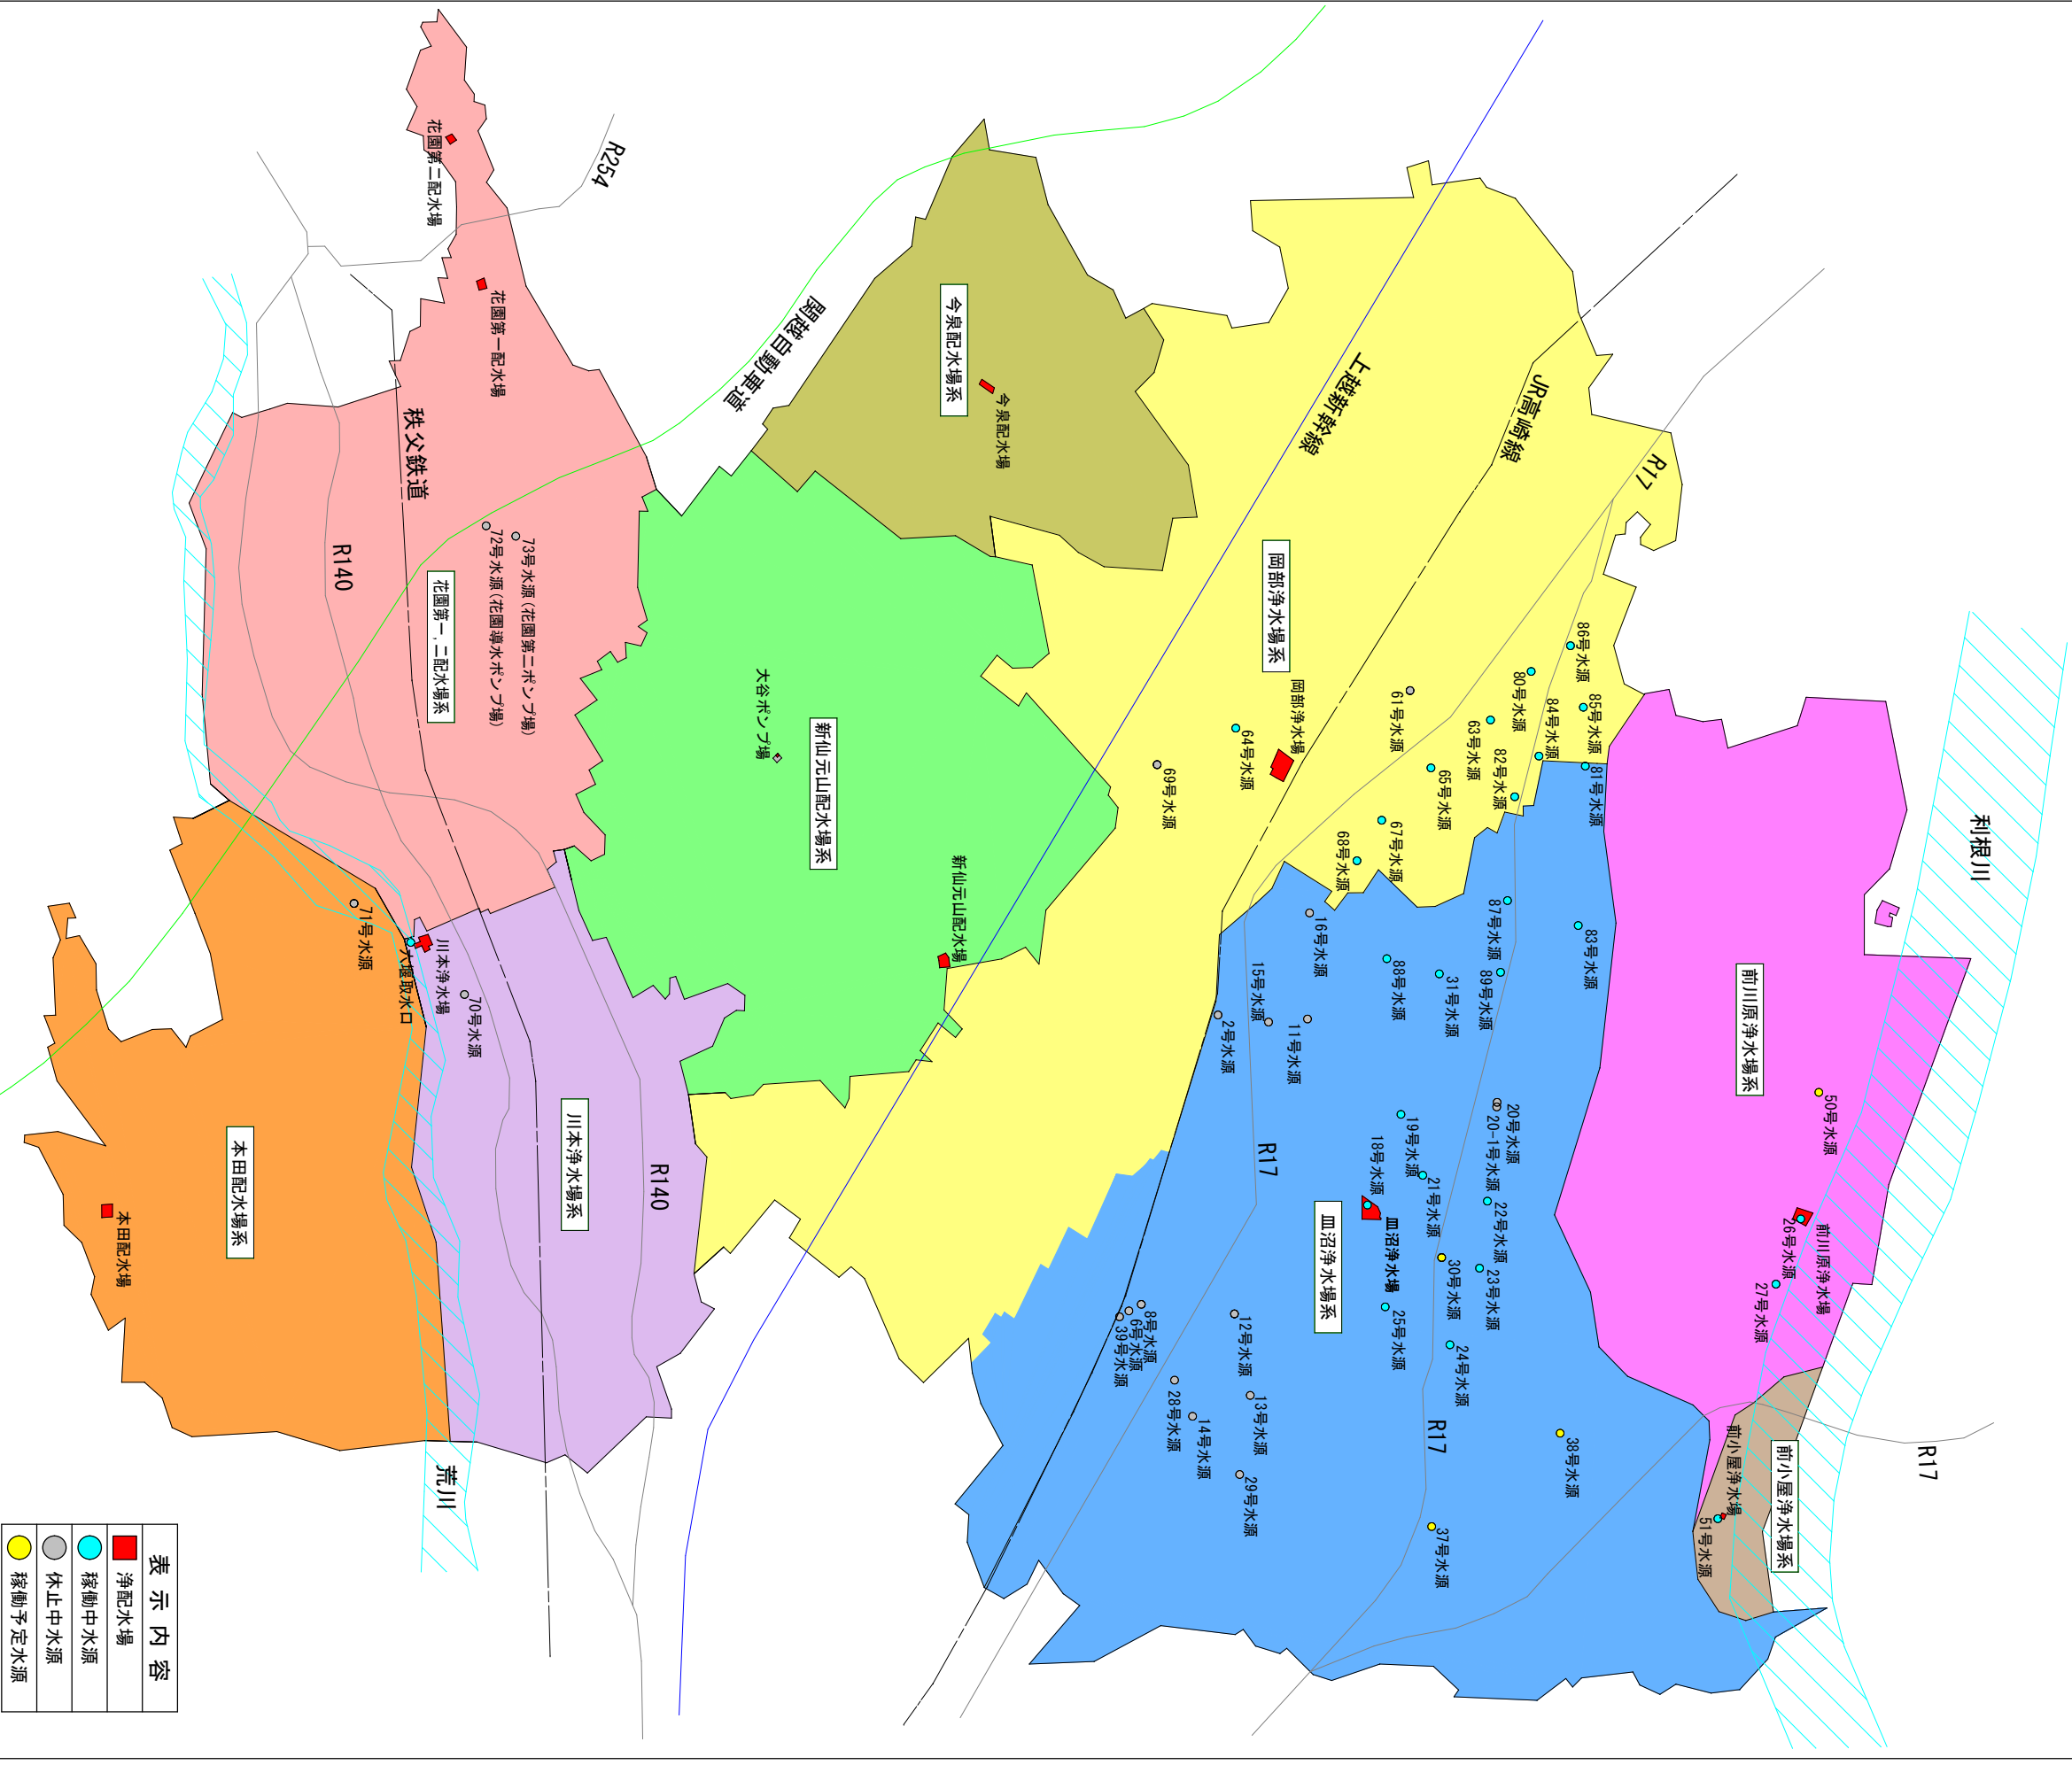 利根川
R17
前川原浄水場系
50号水源
前川原浄水場
26号水源
27号水源
前小屋浄水場系
前小屋浄水場
51号水源
R17
JR高崎線
上越新幹線
関越自動車道
R254
岡部浄水場系
岡部浄水場
86号水源
85号水源
84号水源
80号水源
81号水源
82号水源
63号水源
61号水源
65号水源
67号水源
68号水源
64号水源
69号水源
83号水源
87号水源
89号水源
31号水源
88号水源
16号水源
15号水源
11号水源
2号水源
20号水源
20-1号水源
22号水源
19号水源
21号水源
18号水源
皿沼浄水場
皿沼浄水場系
23号水源
30号水源
25号水源
24号水源
38号水源
37号水源
R17
R17
12号水源
13号水源
29号水源
14号水源
28号水源
8号水源
6号水源
39号水源
今泉配水場系
今泉配水場
新仙元山配水場系
新仙元山配水場
大谷ポンプ場
花園第二配水場
花園第一配水場
秩父鉄道
73号水源(花園第二ポンプ場)
72号水源(花園導水ポンプ場)
花園第一,二配水場系
R140
71号水源
川本浄水場
大堰取水口
70号水源
川本浄水場系
R140
本田配水場系
本田配水場
荒川
表示内容
浄配水場
稼働中水源
休止中水源
稼働予定水源